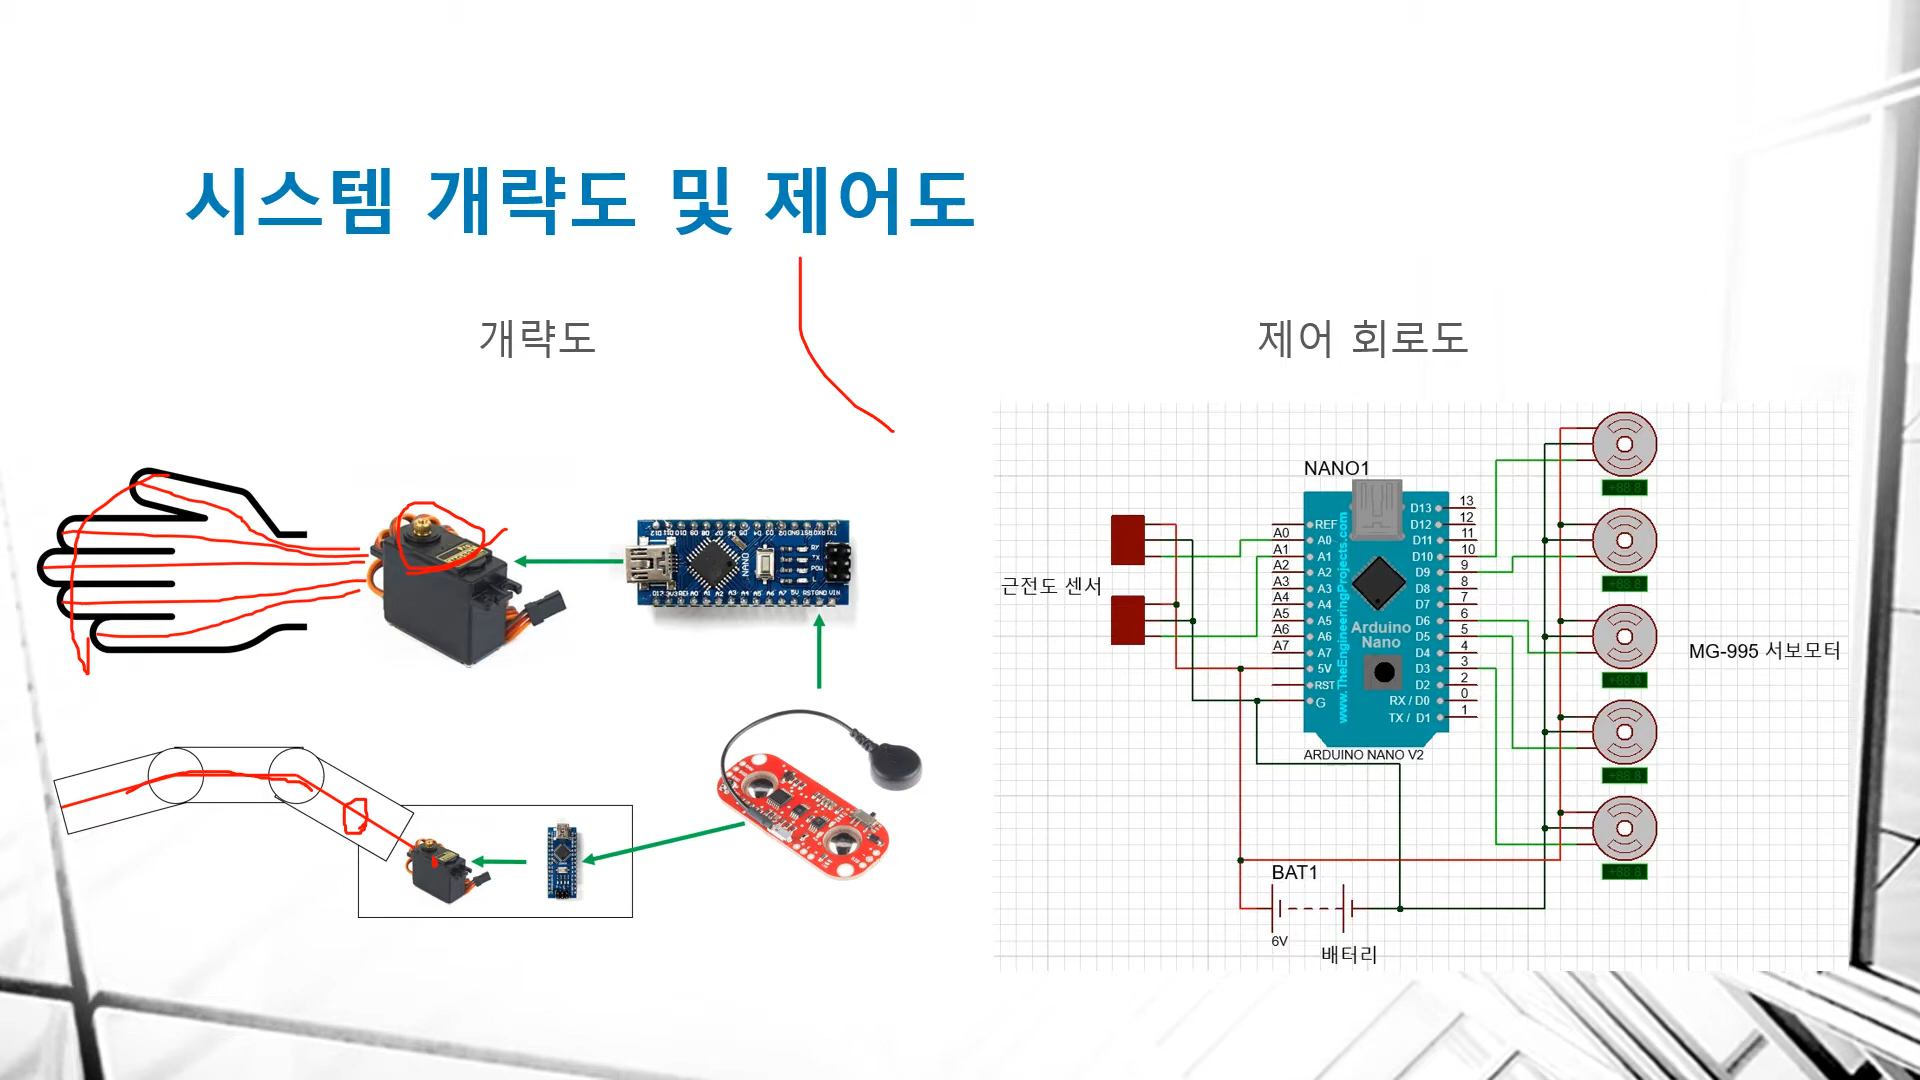 시스템 개략도 및 제어도
개략도
제어 회로도
NANO1
근전도 센서
A0
A1
A2
A3
A4
A5
A6
A7
REF
A0
A1
A2
A3
A4
A5
A6
A7
5V
RST
G
www.TheEngineeringProjects.com
Arduino
Nano
D13
D12
D11
D10
D9
D8
D7
D6
D5
D4
D3
D2
RX / D0
TX / D1
13
12
11
10
9
8
7
6
5
4
3
2
0
1
ARDUINO NANO V2
MG-995 서보모터
BAT1
6V
배터리
NANO